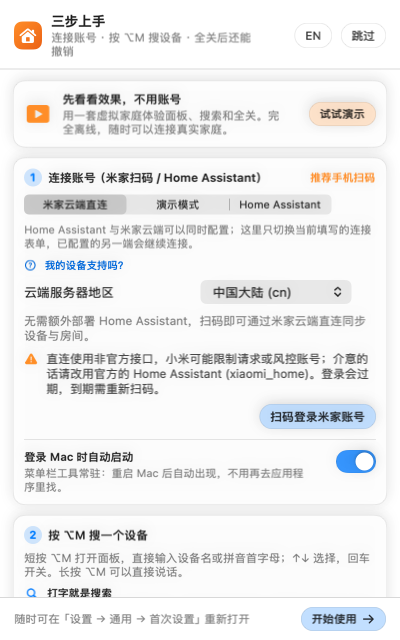 三步上手
连接账号 · 按 ⌥M 搜设备 · 全关后还能
撤销
EN
跳过
先看看效果，不用账号
用一套虚拟家庭体验面板、搜索和全关。完
全离线，随时可以连接真实家庭。
试试演示
1 连接账号（米家扫码 / Home Assistant）
推荐手机扫码
米家云端直连 演示模式 Home Assistant
Home Assistant 与米家云端可以同时配置；这里只切换当前填写的连接
表单，已配置的另一端会继续连接。
我的设备支持吗?
云端服务器地区 中国大陆 (cn)
无需额外部署 Home Assistant，扫码即可通过米家云端直连同步
设备与房间。
直连使用非官方接口，小米可能限制请求或风控账号；介意的
话请改用官方的 Home Assistant (xiaomi_home)。登录会过
期，到期需重新扫码。
扫码登录米家账号
登录 Mac 时自动启动
菜单栏工具常驻：重启 Mac 后自动出现，不用再去应用程
序里找。
2 按 ⌥M 搜一个设备
短按 ⌥M 打开面板，直接输入设备名或拼音首字母；↑↓ 选择，回车
开关。长按 ⌥M 可以直接说话。
打字就是搜索
随时可在「设置 → 通用 → 首次设置」重新打开
开始使用 →